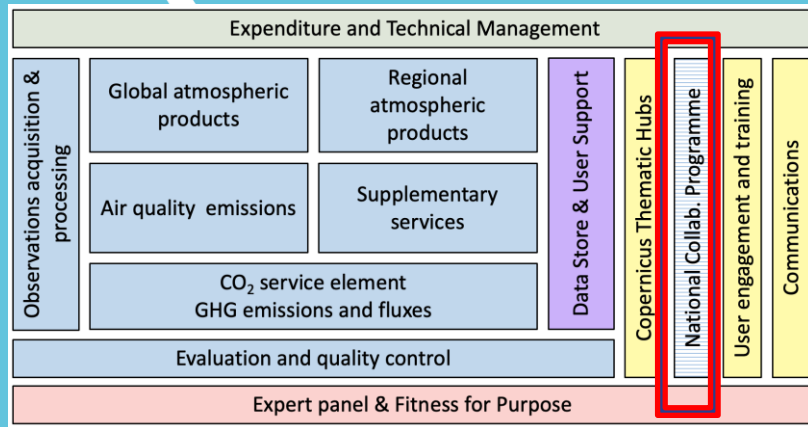 Expenditure and Technical Management
Observations acquisition &
processing
Global atmospheric
products
Regional
atmospheric
products
Air quality  emissions
Supplementary
services
CO₂ service element
GHG emissions and fluxes
Data Store & User Support
Copernicus Thematic Hubs
National Collab. Programme
User engagement and training
Communications
Evaluation and quality control
Expert panel & Fitness for Purpose